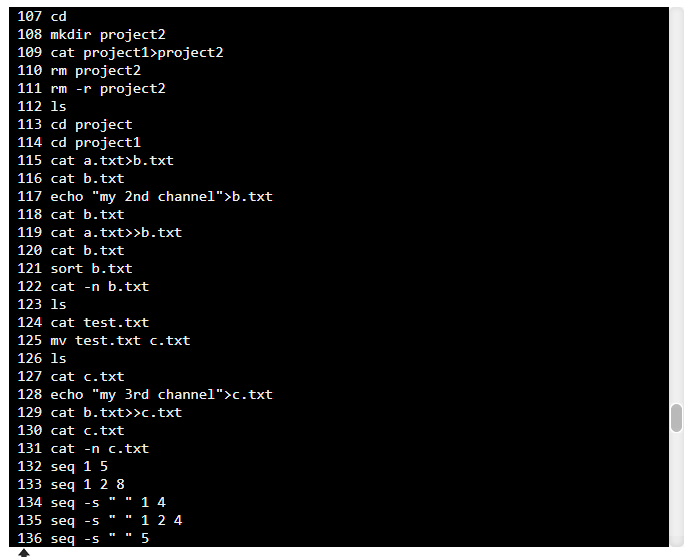 107 cd
108 mkdir project2
109 cat project1>project2
110 rm project2
111 rm -r project2
112 ls
113 cd project
114 cd project1
115 cat a.txt>b.txt
116 cat b.txt
117 echo "my 2nd channel">b.txt
118 cat b.txt
119 cat a.txt>>b.txt
120 cat b.txt
121 sort b.txt
122 cat -n b.txt
123 ls
124 cat test.txt
125 mv test.txt c.txt
126 ls
127 cat c.txt
128 echo "my 3rd channel">c.txt
129 cat b.txt>>c.txt
130 cat c.txt
131 cat -n c.txt
132 seq 1 5
133 seq 1 2 8
134 seq -s " " 1 4
135 seq -s " " 1 2 4
136 seq -s " " 5